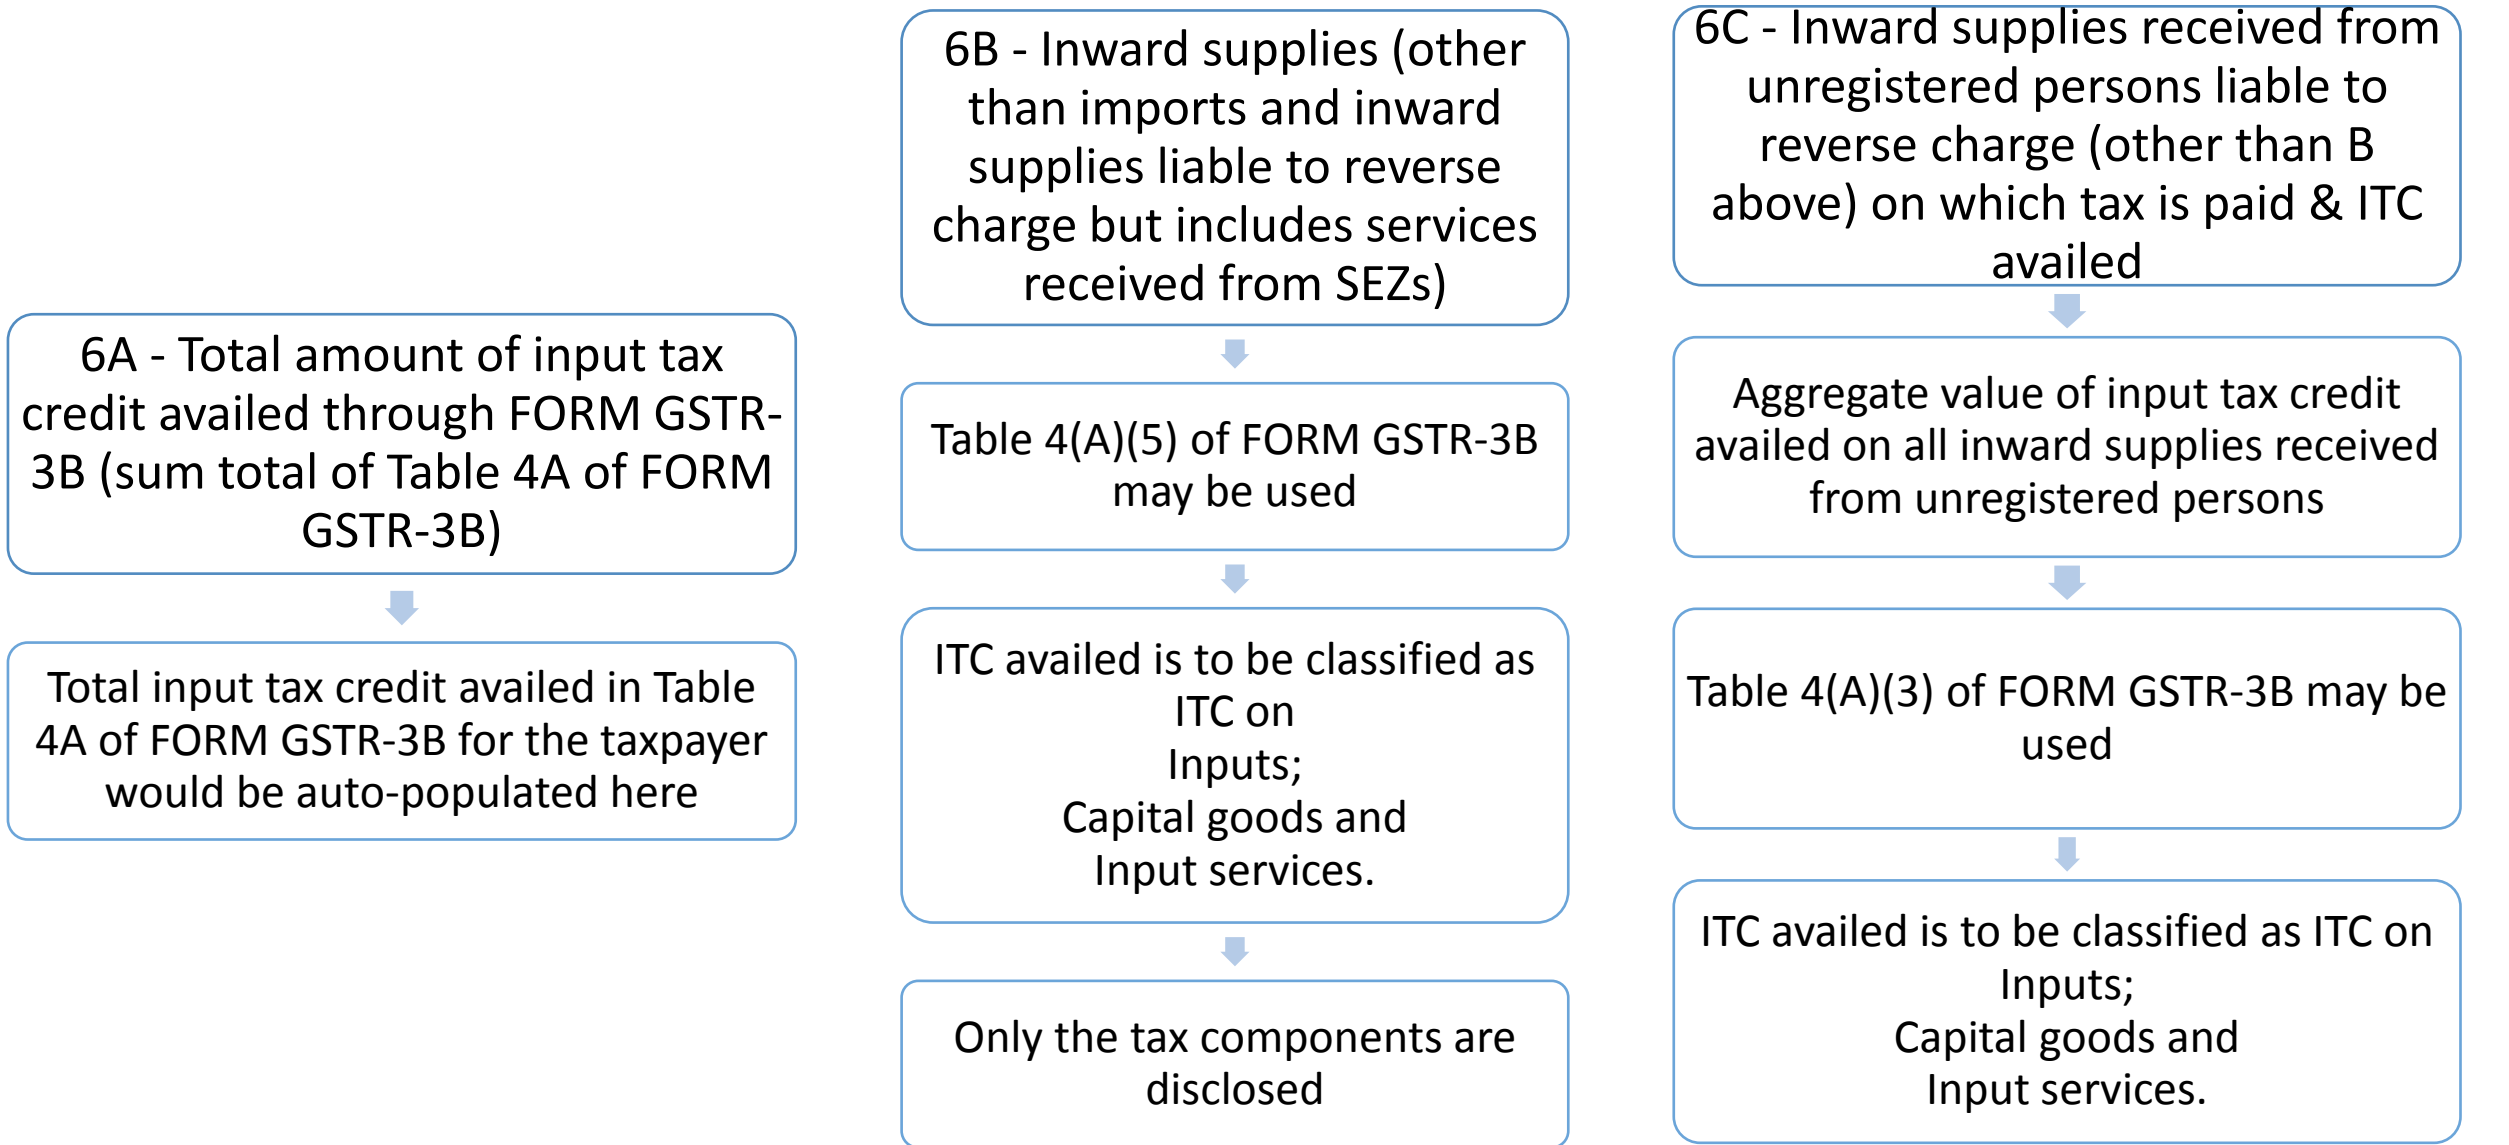 6A - Total amount of input tax
credit availed through FORM GSTR-
3B (sum total of Table 4A of FORM
GSTR-3B)
Total input tax credit availed in Table
4A of FORM GSTR-3B for the taxpayer
would be auto-populated here
6B - Inward supplies (other
than imports and inward
supplies liable to reverse
charge but includes services
received from SEZs)
Table 4(A)(5) of FORM GSTR-3B
may be used
ITC availed is to be classified as
ITC on
Inputs;
Capital goods and
Input services.
Only the tax components are
disclosed
6C - Inward supplies received from
unregistered persons liable to
reverse charge (other than B
above) on which tax is paid & ITC
availed
Aggregate value of input tax credit
availed on all inward supplies received
from unregistered persons
Table 4(A)(3) of FORM GSTR-3B may be
used
ITC availed is to be classified as ITC on
Inputs;
Capital goods and
Input services.